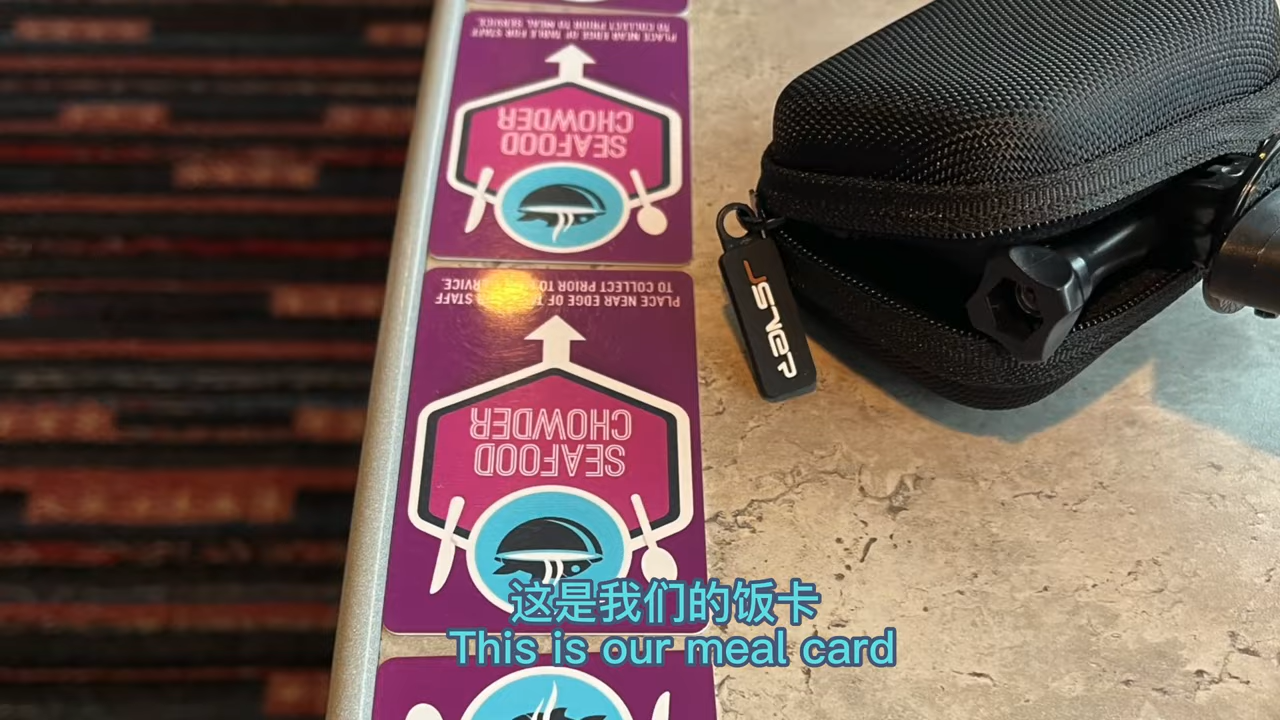 PLACE NEAR EDGE OF TABLE FOR STAFF
TO COLLECT PRIOR TO MEAL SERVICE.
SEAFOOD
CHOWDER
PLACE NEAR EDGE OF STAFF
TO COLLECT PRIOR TO
SEAFOOD
CHOWDER
这是我们的饭卡
This is our meal card